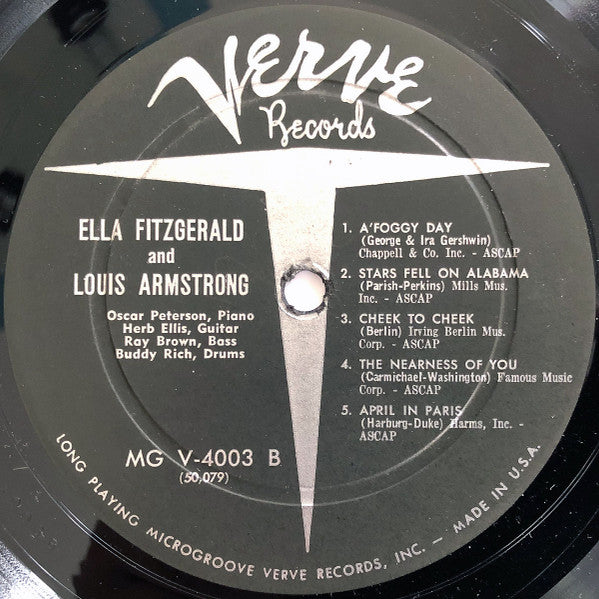 Verve
Records
ELLA FITZGERALD
and
LOUIS ARMSTRONG
Oscar Peterson, Piano
Herb Ellis, Guitar
Ray Brown, Bass
Buddy Rich, Drums
1. A'FOGGY DAY
(George & Ira Gershwin)
Chappell & Co. Inc. - ASCAP
2. STARS FELL ON ALABAMA
(Parish-Perkins) Mills Mus.
Inc. - ASCAP
3. CHEEK TO CHEEK
(Berlin) Irving Berlin Mus.
Corp. - ASCAP
4. THE NEARNESS OF YOU
(Carmichael-Washington) Famous Music
Corp. - ASCAP
5. APRIL IN PARIS
(Harburg-Duke) Harms, Inc. -
ASCAP
MG V-4003 B
(50,079)
LONG PLAYING MICROGROOVE VERVE RECORDS, INC. - MADE IN U.S.A.